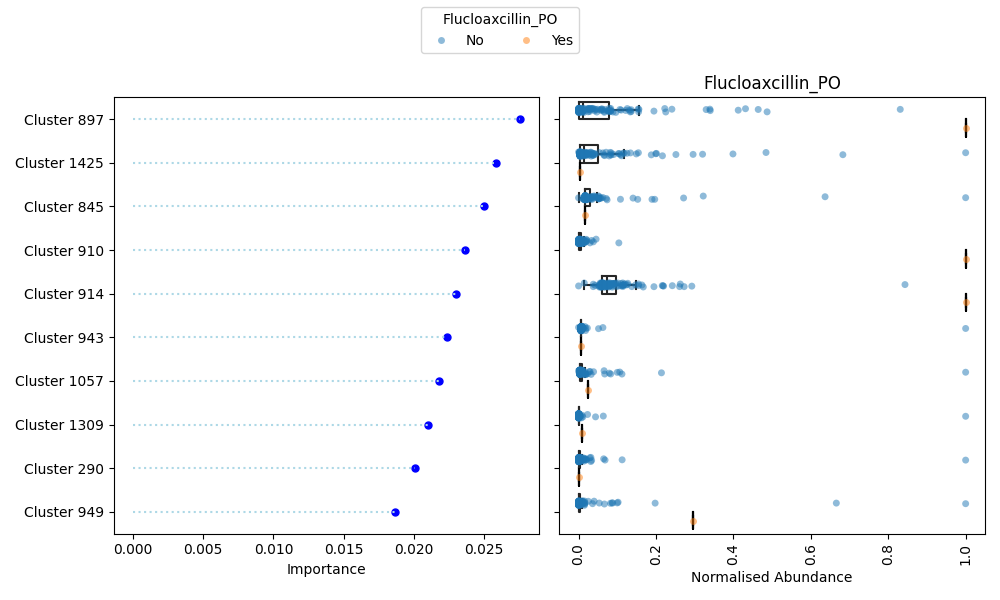 Flucloaxcillin_PO
No Yes
Flucloaxcillin_PO
Cluster 897
Cluster 1425
Cluster 845
Cluster 910
Cluster 914
Cluster 943
Cluster 1057
Cluster 1309
Cluster 290
Cluster 949
0.000 0.005 0.010 0.015 0.020 0.025
Importance
0.0 0.2 0.4 0.6 0.8 1.0
Normalised Abundance